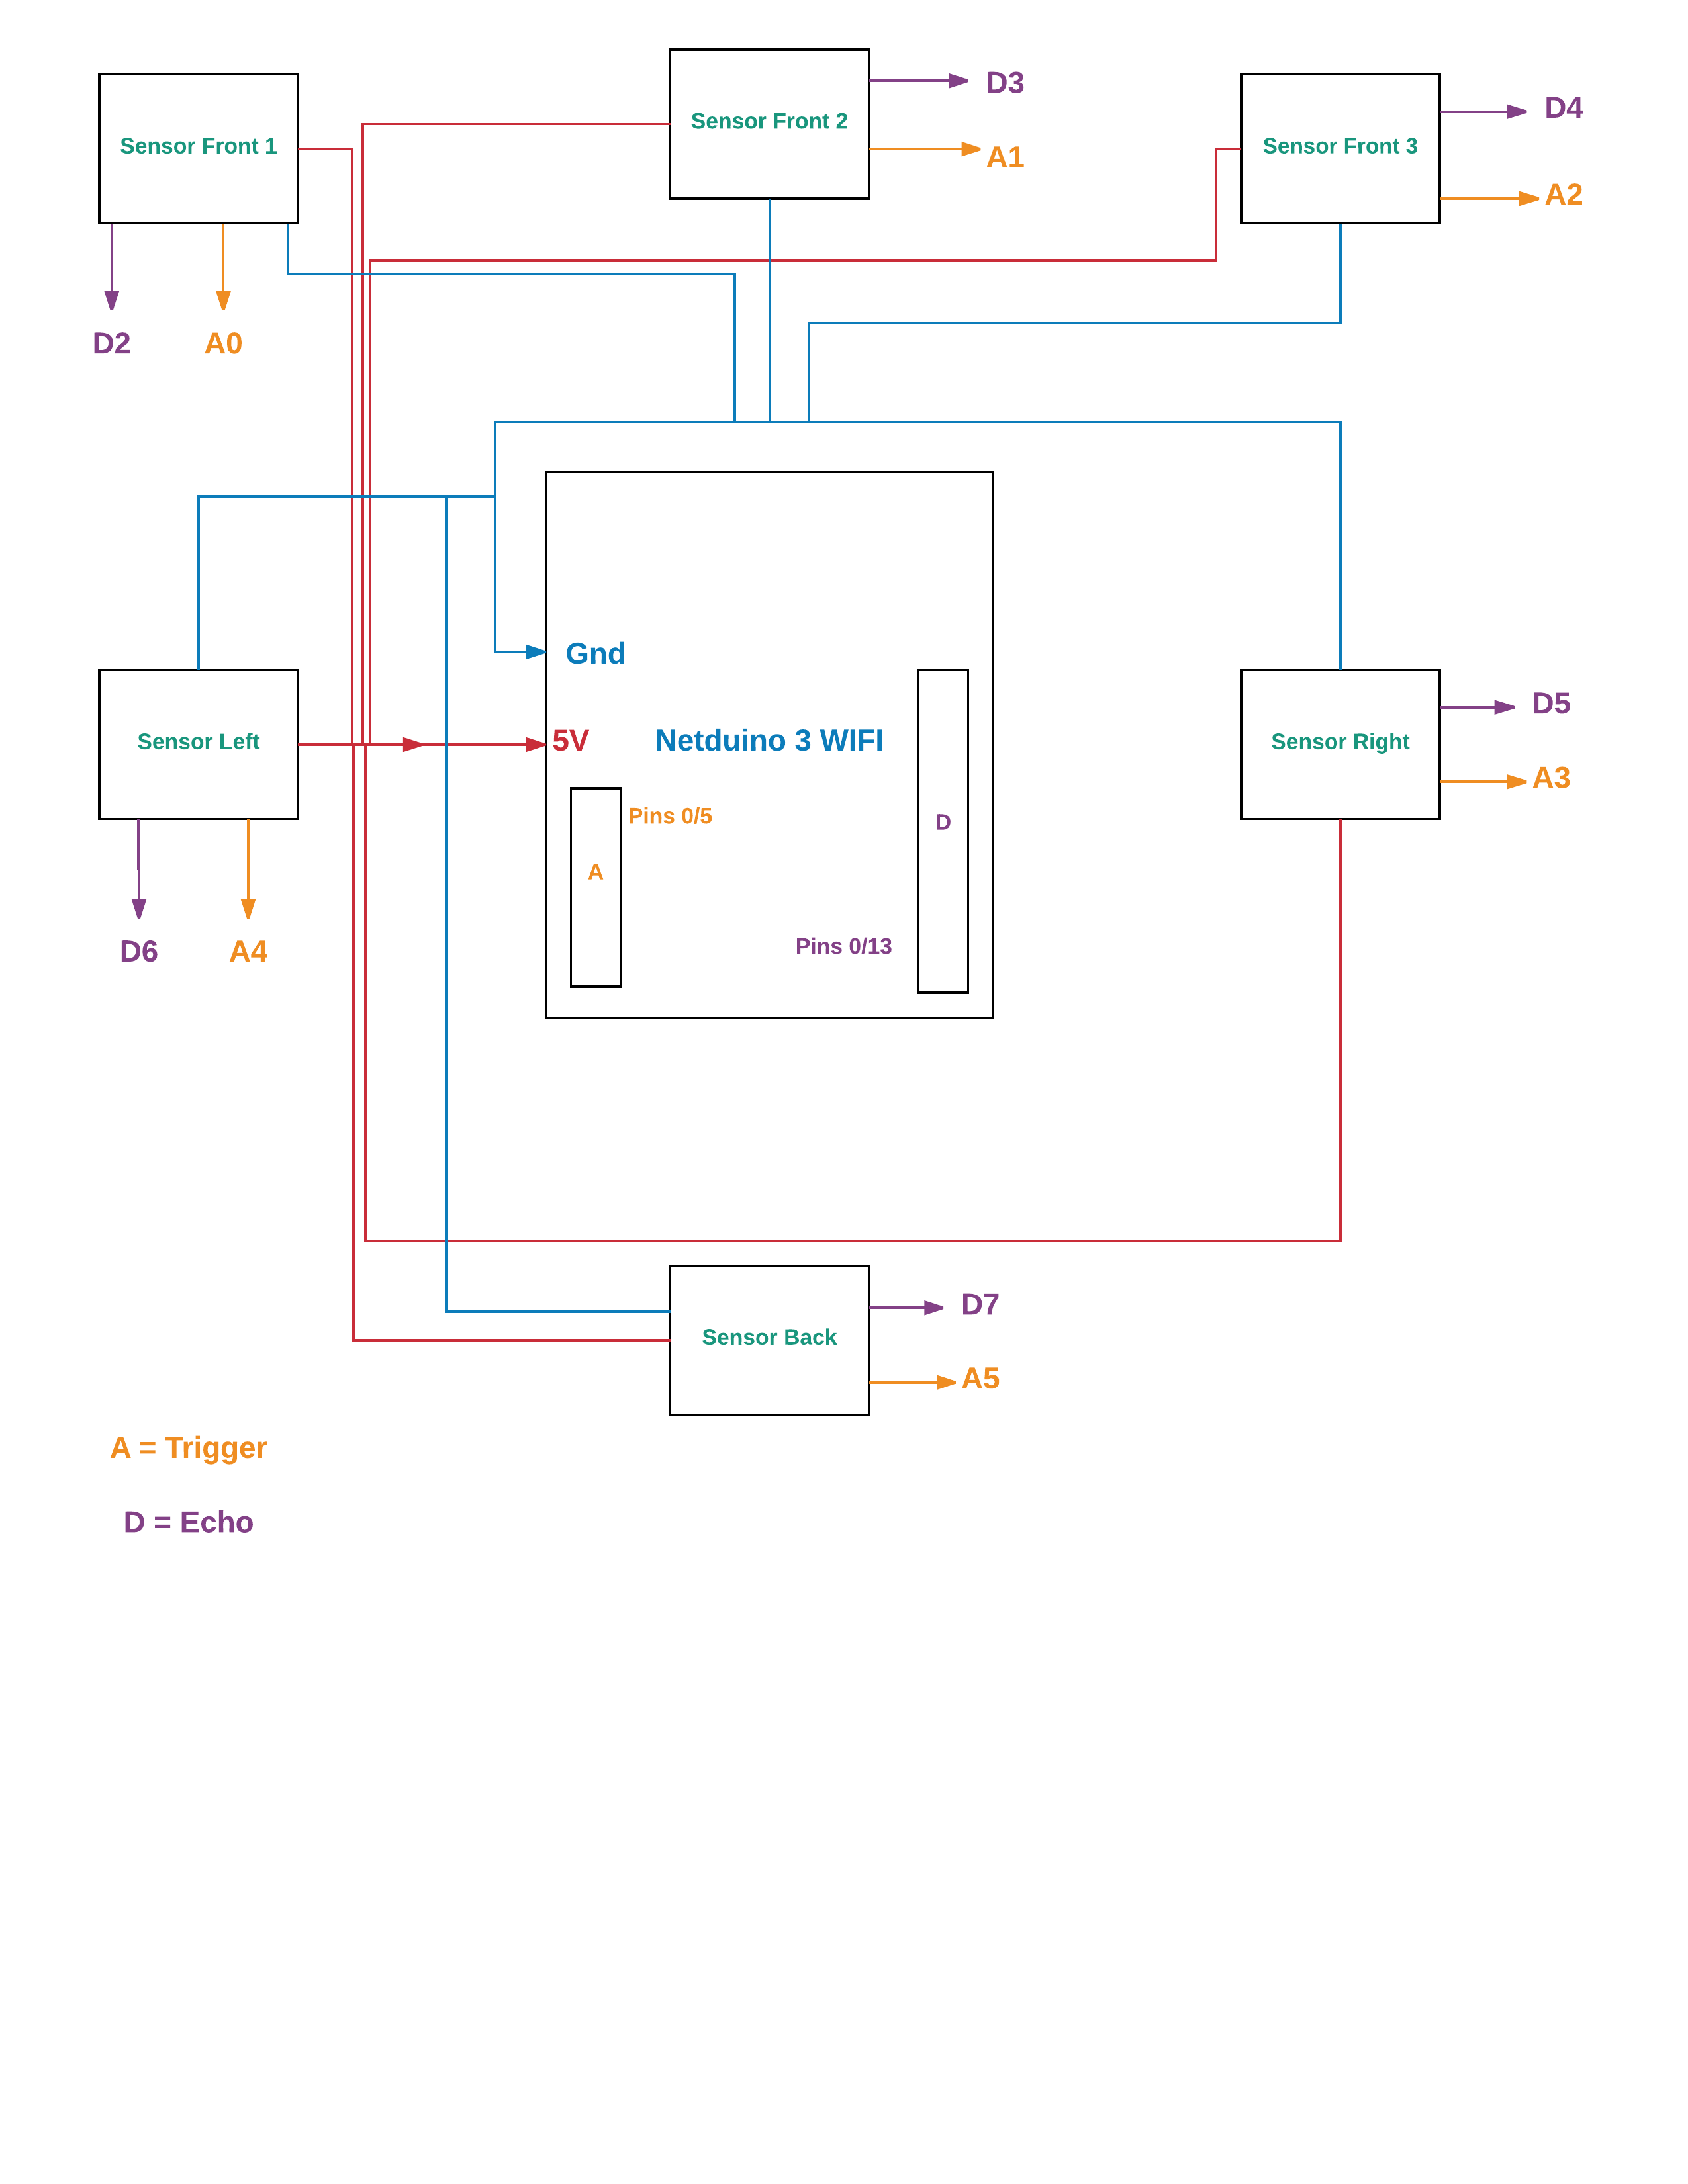 Sensor Front 1
Sensor Front 2
Sensor Front 3
D3
A1
D4
A2
D2
A0
Gnd
5V
Netduino 3 WIFI
Pins 0/5
A
D
Pins 0/13
Sensor Left
D6
A4
Sensor Right
D5
A3
Sensor Back
D7
A5
A = Trigger
D = Echo